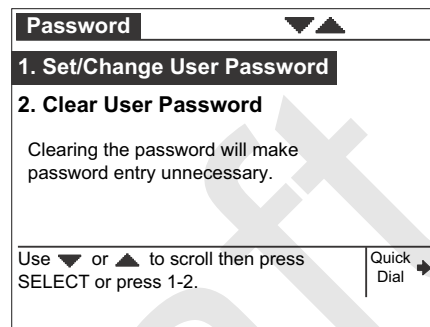 Password ▼▲
1. Set/Change User Password
2. Clear User Password
Clearing the password will make
password entry unnecessary.
Use ▼ or ▲ to scroll then press
SELECT or press 1-2.
Quick
Dial